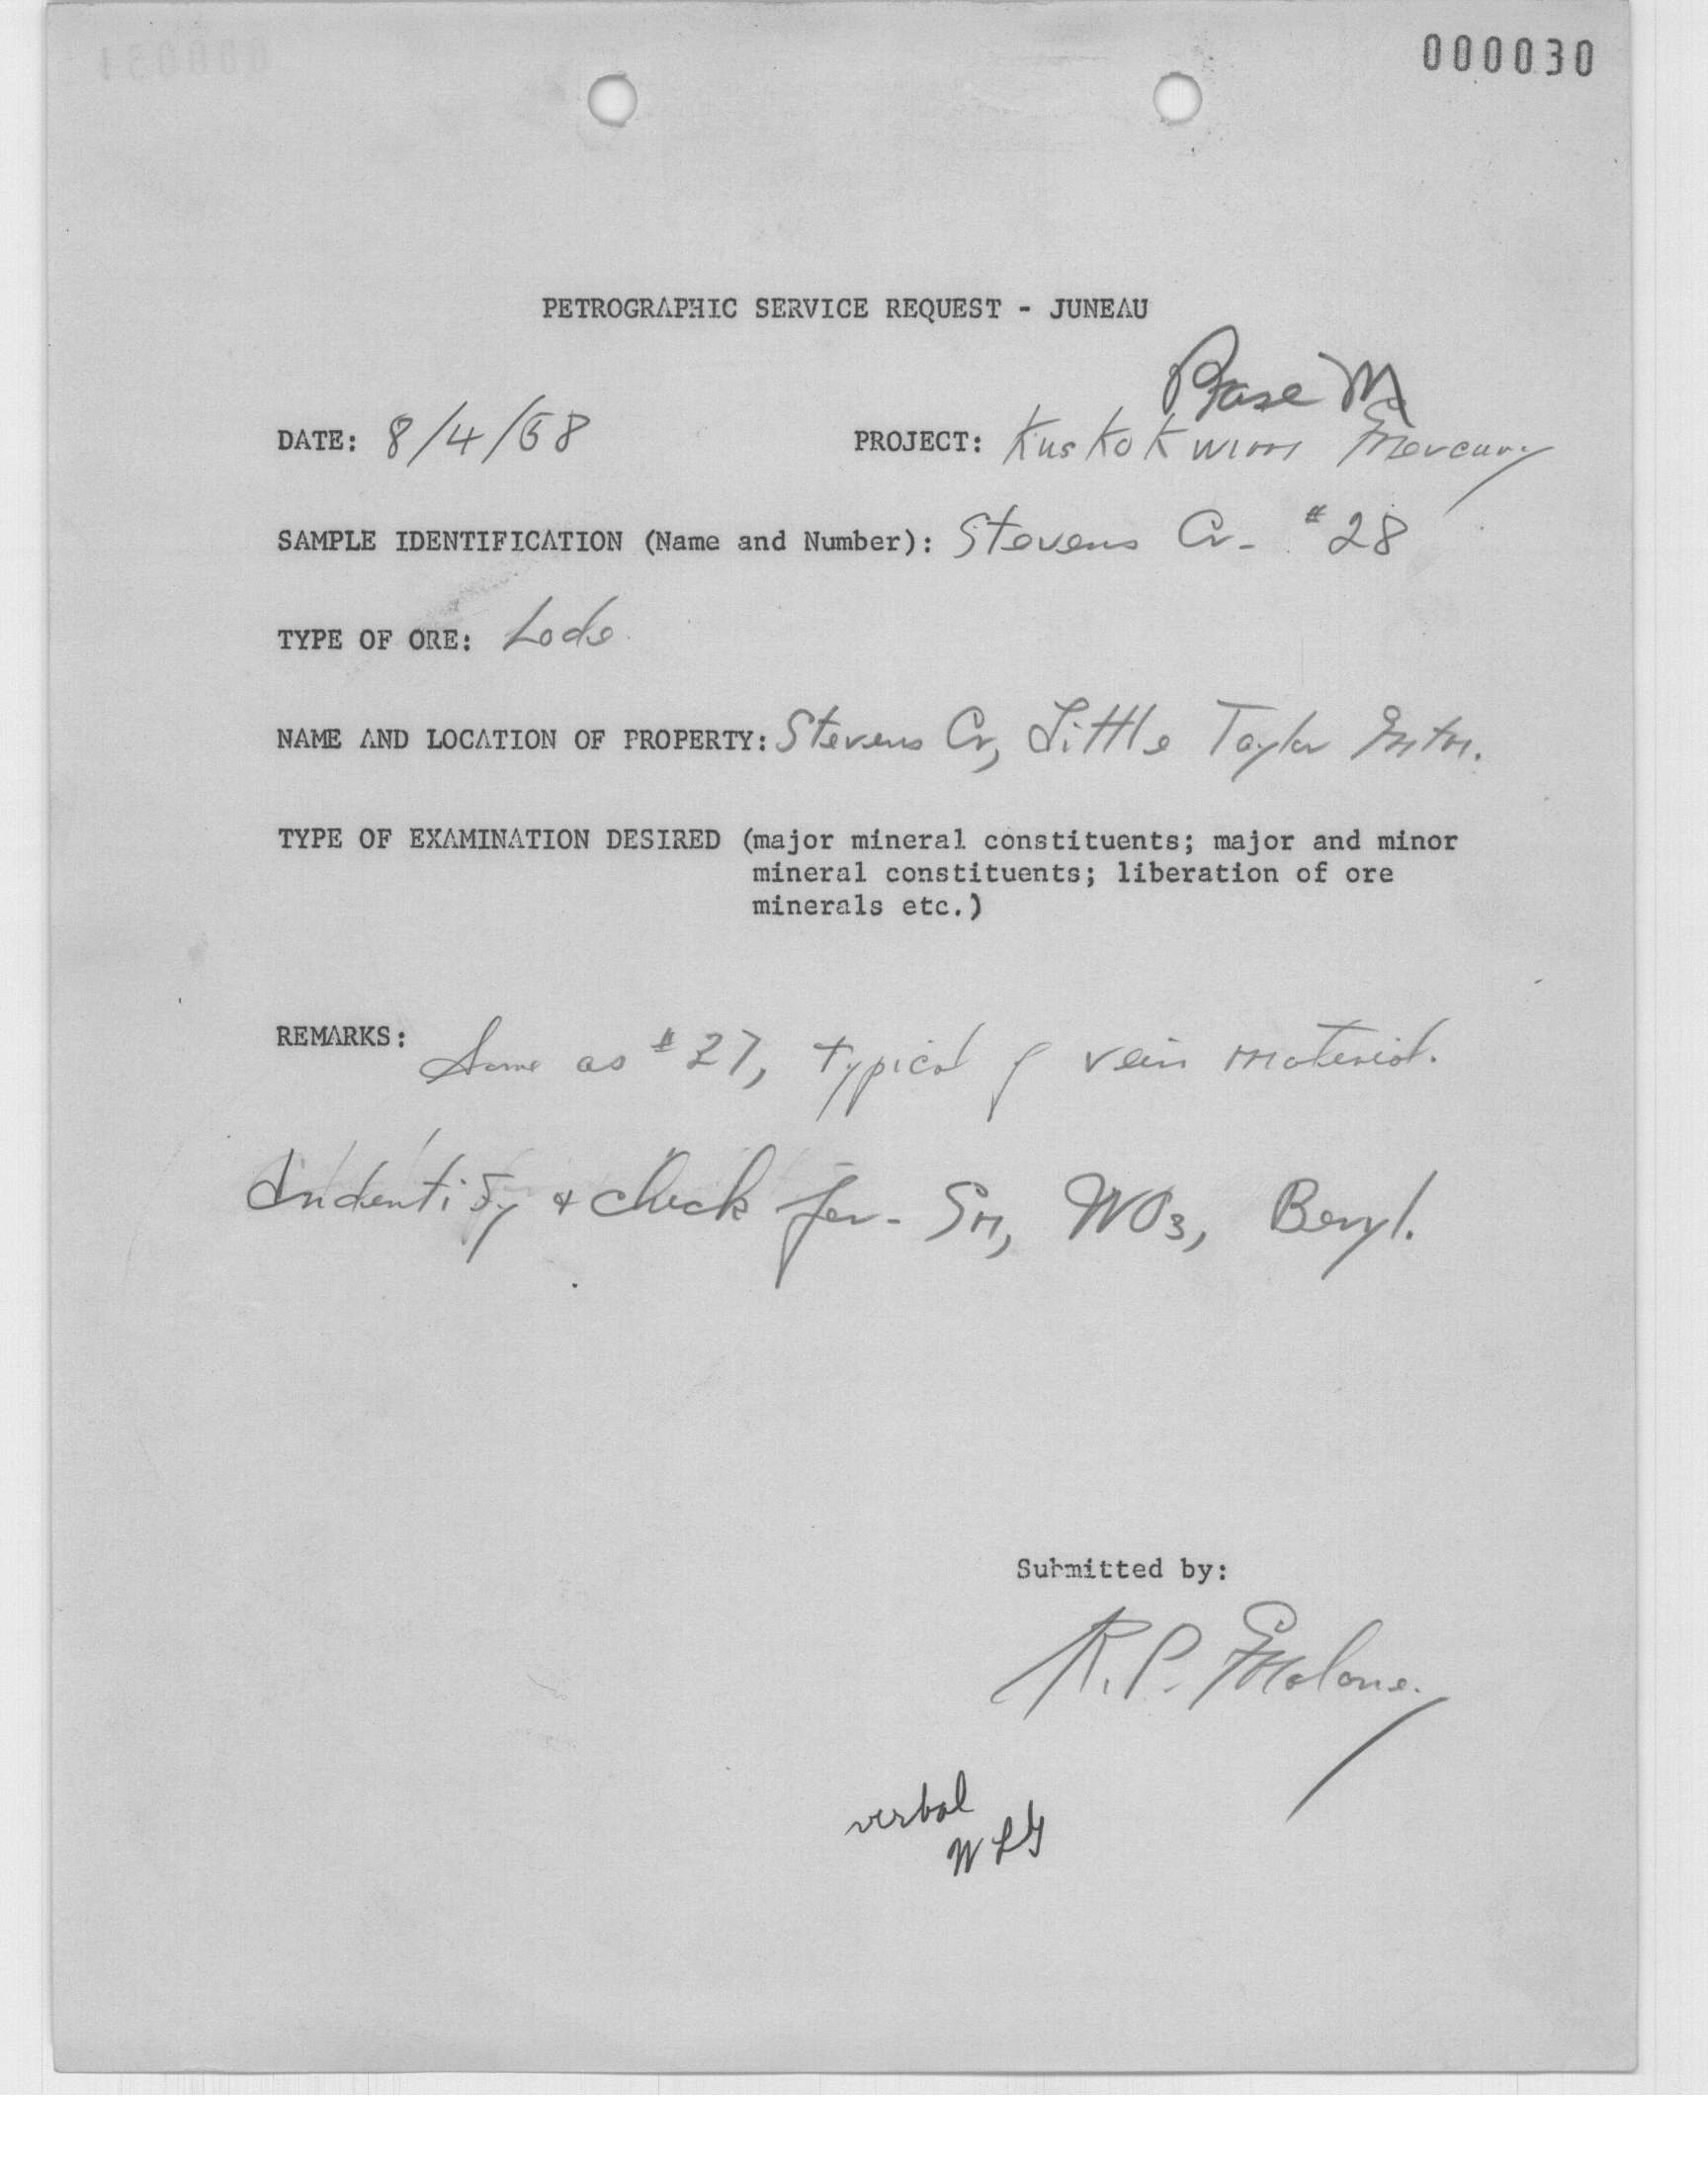 000030
PETROGRAPHIC SERVICE REQUEST - JUNEAU
Base M
DATE: 8/4/68 PROJECT: Kuskokwim Mercury
SAMPLE IDENTIFICATION (Name and Number): Stevens Cr. #28
TYPE OF ORE: Lode
NAME AND LOCATION OF PROPERTY: Stevens Cr, Little Taylor Mtn.
TYPE OF EXAMINATION DESIRED (major mineral constituents; major and minor
mineral constituents; liberation of ore
minerals etc.)
REMARKS: Same as #27, typical of vein material.
Indentify & check for - Sn, WO3, Beryl.
Submitted by:
R.P. Maloney
verbal
WLG